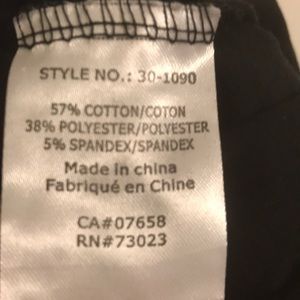 STYLE NO.: 30-1090
57% COTTON/COTON
38% POLYESTER/POLYESTER
5% SPANDEX/SPANDEX
Made in china
Fabriqué en Chine
CA#07658
RN#73023